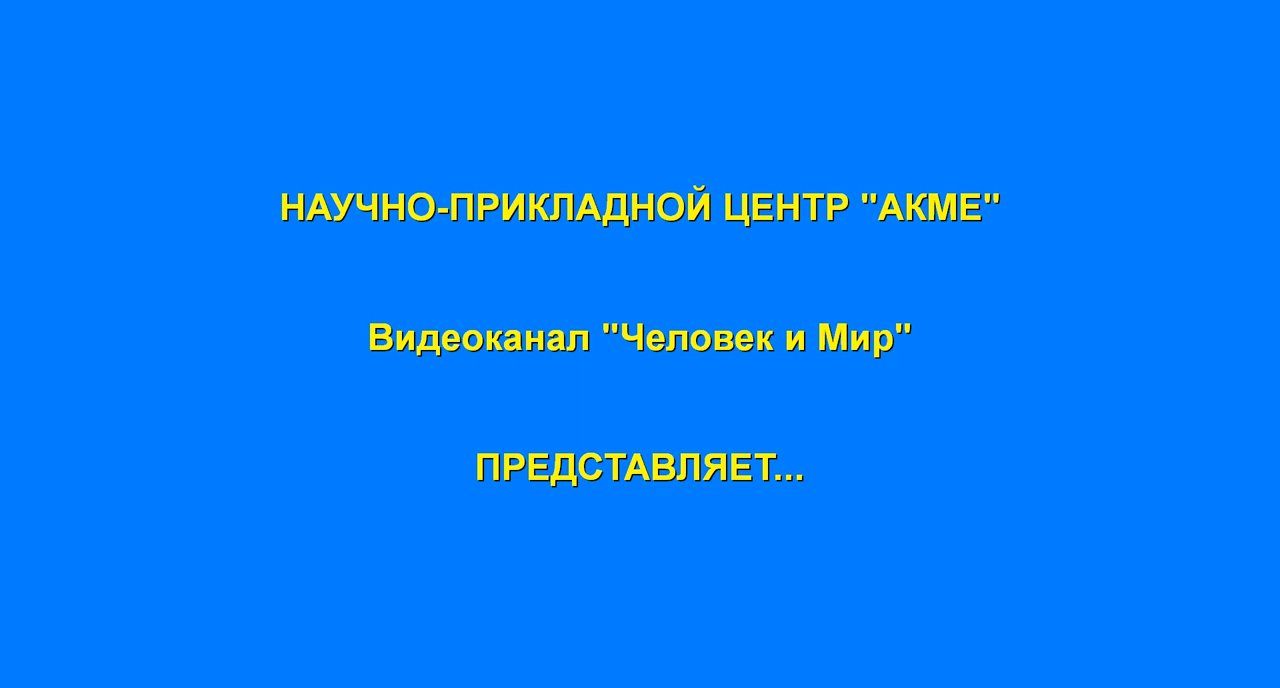 НАУЧНО-ПРИКЛАДНОЙ ЦЕНТР "АКМЕ"
Видеоканал "Человек и Мир"
ПРЕДСТАВЛЯЕТ...